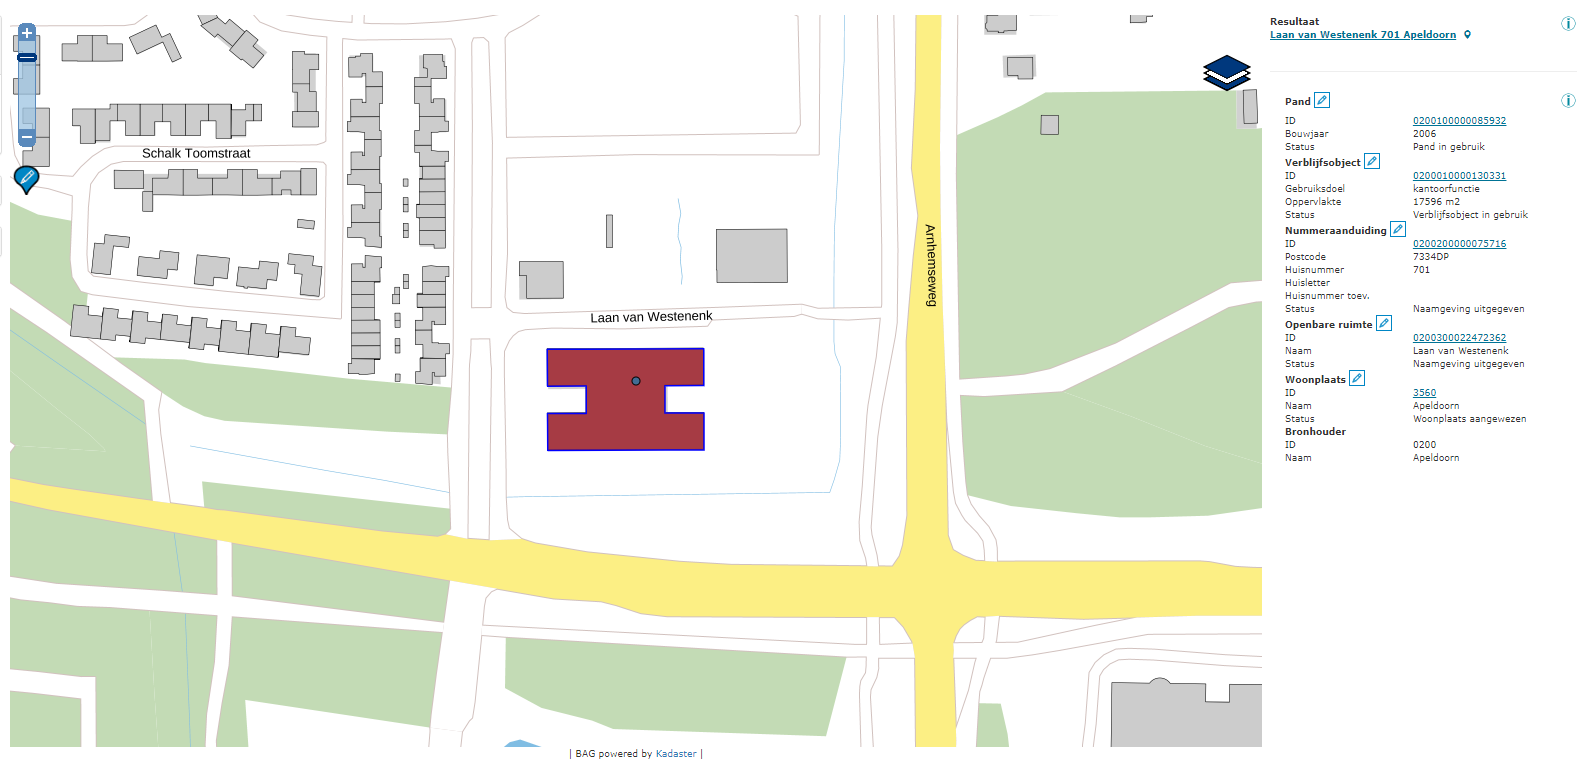 Schalk Toomstraat
Arnhemseweg
Laan van Westenenk
| BAG powered by Kadaster |
Resultaat
Laan van Westenenk 701 Apeldoorn
Pand
ID 0200100000085932
Bouwjaar 2006
Status Pand in gebruik
Verblijfsobject
ID 0200010000130331
Gebruiksdoel kantoorfunctie
Oppervlakte 17596 m2
Status Verblijfsobject in gebruik
Nummeraanduiding
ID 0200200000075716
Postcode 7334DP
Huisnummer 701
Huisletter
Huisnummer toev.
Status Naamgeving uitgegeven
Openbare ruimte
ID 0200300022472362
Naam Laan van Westenenk
Status Naamgeving uitgegeven
Woonplaats
ID 3560
Naam Apeldoorn
Status Woonplaats aangewezen
Bronhouder
ID 0200
Naam Apeldoorn